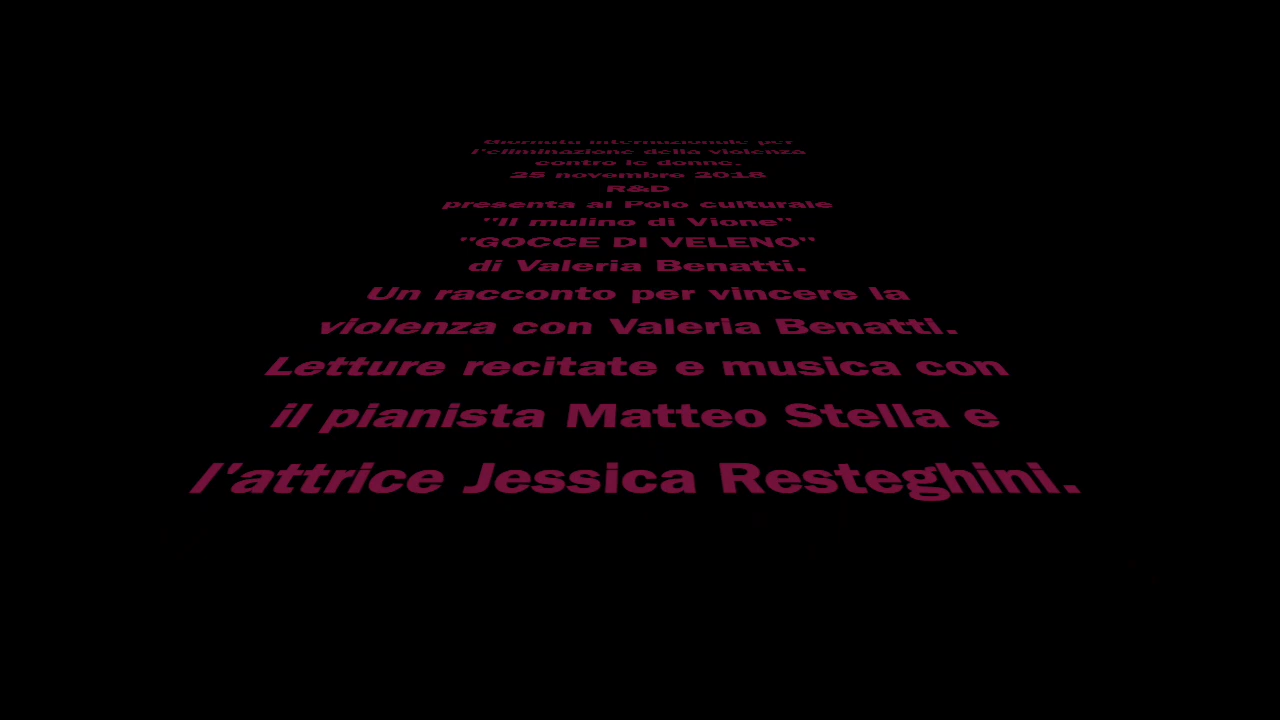 Giornata internazionale per
l'eliminazione della violenza
contro le donne.
25 novembre 2018
R&D
presenta al Polo culturale
"Il mulino di Vione"
"GOCCE DI VELENO"
di Valeria Benatti.
Un racconto per vincere la
violenza con Valeria Benatti.
Letture recitate e musica con
il pianista Matteo Stella e
l'attrice Jessica Resteghini.